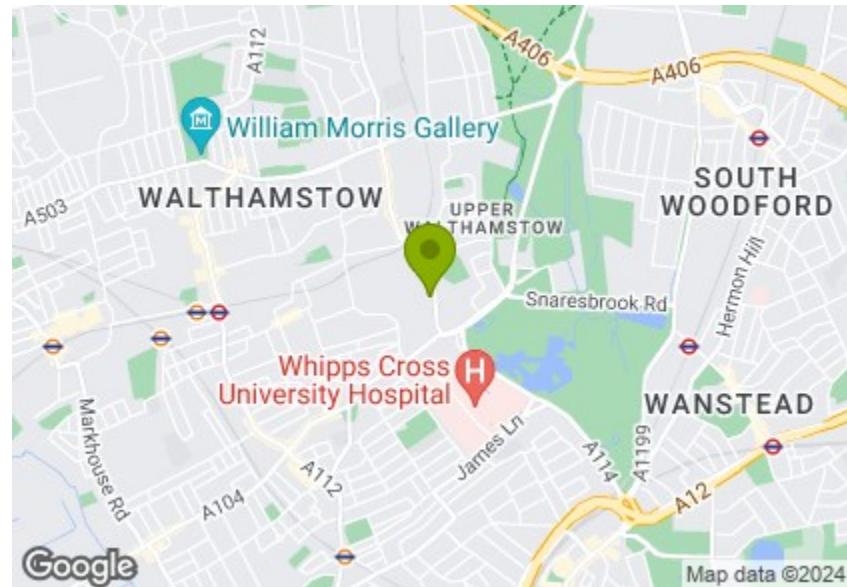 A406
A406
A112
William Morris Gallery
A503
WALTHAMSTOW
SOUTH
WOODFORD
UPPER
WALTHAMSTOW
Hermon Hill
Snaresbrook Rd
Whipps Cross
University Hospital
H
WANSTEAD
Markhouse Rd
James Ln
A114
A1199
A112
A104
A12
Google
Map data ©2024